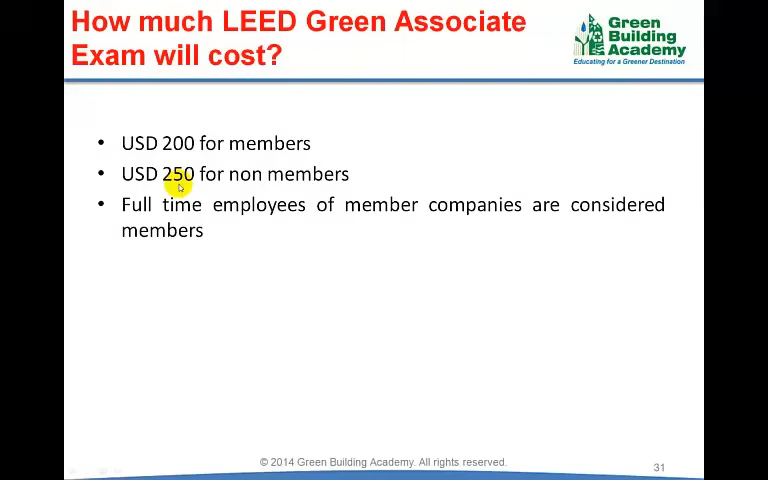 How much LEED Green Associate
Exam will cost?
Green
Building
Academy
Educating for a Greener Destination
• USD 200 for members
• USD 250 for non members
• Full time employees of member companies are considered
members
© 2014 Green Building Academy. All rights reserved.
31